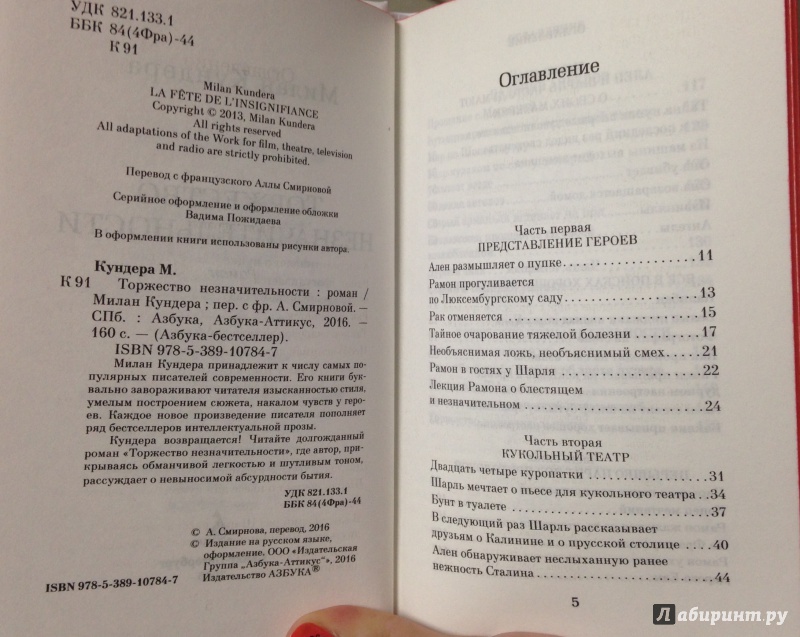 УДК 821.133.1
ББК 84(4Фра)-44
К 91
Milan Kundera
LA FÊTE DE L'INSIGNIFIANCE
Copyright © 2013, Milan Kundera
All rights reserved
All adaptations of the Work for film, theatre, television
and radio are strictly prohibited.
Перевод с французского Аллы Смирновой
Серийное оформление и оформление обложки
Вадима Пожидаева
В оформлении книги использованы рисунки автора.
Кундера М.
К 91 Торжество незначительности : роман /
Милан Кундера ; пер. с фр. А. Смирновой. —
СПб. : Азбука, Азбука-Аттикус, 2016. —
160 с. — (Азбука-бестселлер).
ISBN 978-5-389-10784-7
Милан Кундера принадлежит к числу самых по-
пулярных писателей современности. Его книги бук-
вально завораживают читателя изысканностью стиля,
умелым построением сюжета, накалом чувств у геро-
ев. Каждое новое произведение писателя пополняет
ряд бестселлеров интеллектуальной прозы.
Кундера возвращается! Читайте долгожданный
роман «Торжество незначительности», где автор, при-
крываясь обманчивой легкостью и шутливым тоном,
рассуждает о невыносимой абсурдности бытия.
УДК 821.133.1
ББК 84(4Фра)-44
© А. Смирнова, перевод, 2016
© Издание на русском языке,
оформление. ООО «Издательская
Группа „Азбука-Аттикус“», 2016
Издательство АЗБУКА®
ISBN 978-5-389-10784-7
Оглавление
Часть первая
ПРЕДСТАВЛЕНИЕ ГЕРОЕВ
Ален размышляет о пупке 11
Рамон прогуливается
по Люксембургскому саду 13
Рак отменяется 15
Тайное очарование тяжелой болезни 17
Необъяснимая ложь, необъяснимый смех 21
Рамон в гостях у Шарля 22
Лекция Рамона о блестящем
и незначительном 24
Часть вторая
КУКОЛЬНЫЙ ТЕАТР
Двадцать четыре куропатки 31
Шарль мечтает о пьесе для кукольного театра 34
Бунт в туалете 37
В следующий раз Шарль рассказывает
друзьям о Калинине и о прусской столице 40
Ален обнаруживает неслыханную ранее
нежность Сталина 44
5
Лабиринт.ру